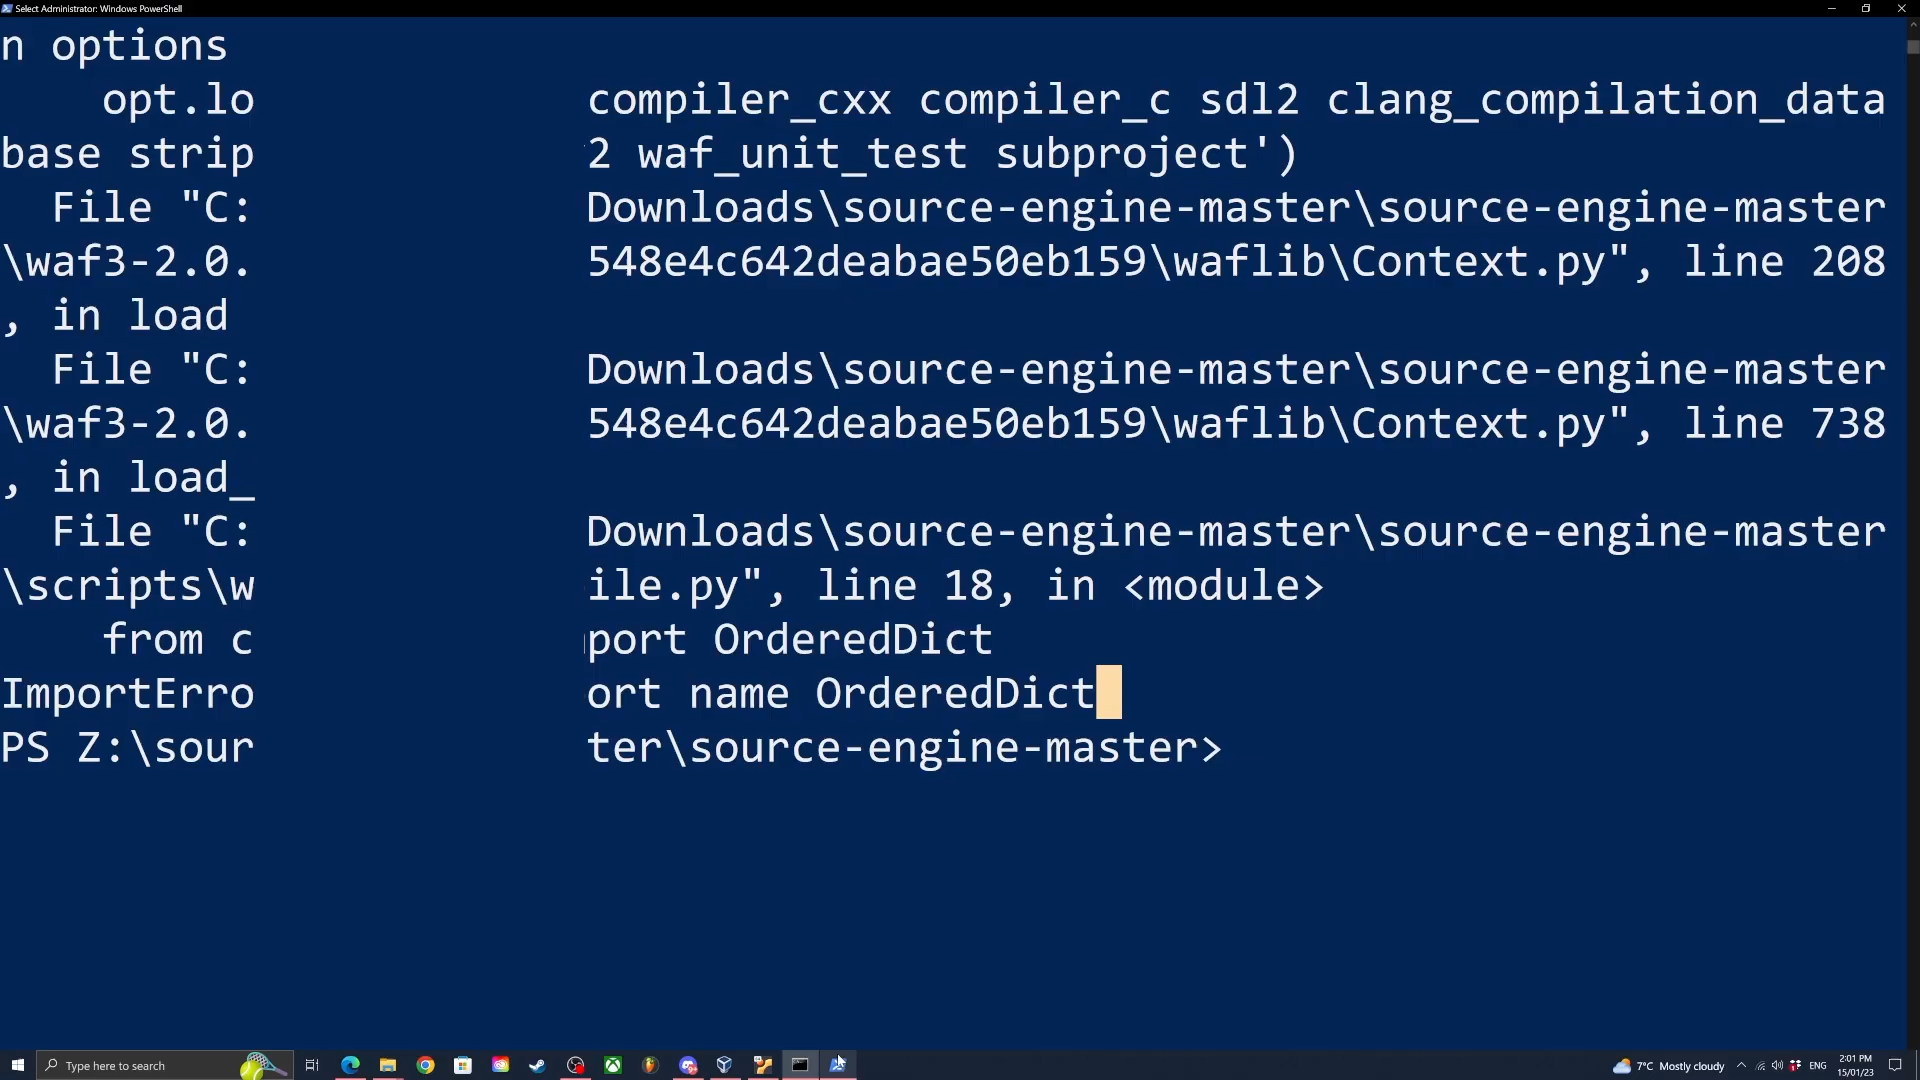 Select Administrator: Windows PowerShell
n options
opt.lo compiler_cxx compiler_c sdl2 clang_compilation_data
base strip 2 waf_unit_test subproject')
File "C: Downloads\source-engine-master\source-engine-master
\waf3-2.0. 548e4c642deabae50eb159\waflib\Context.py", line 208
, in load
File "C: Downloads\source-engine-master\source-engine-master
\waf3-2.0. 548e4c642deabae50eb159\waflib\Context.py", line 738
, in load_
File "C: Downloads\source-engine-master\source-engine-master
\scripts\w ile.py", line 18, in <module>
from c port OrderedDict
ImportErro ort name OrderedDict
PS Z:\sour ter\source-engine-master>
Type here to search
7°C Mostly cloudy
ENG
2:01 PM
15/01/23